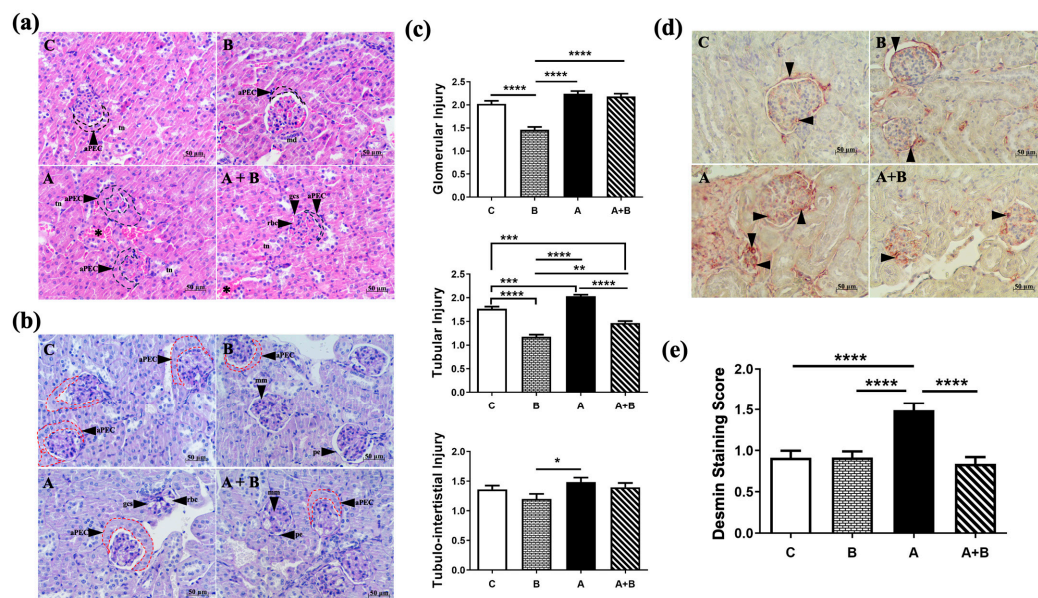 (a)
C
aPEC
tn
50 µm
B
aPEC
md
50 µm
A
aPEC
tn
*
aPEC
tn
50 µm
A + B
gcs
aPEC
rbc
tn
*
50 µm
(b)
C
aPEC
aPEC
50 µm
B
aPEC
mm
pe
50 µm
A
gcs
rbc
aPEC
50 µm
A + B
mm
aPEC
pe
50 µm
(c)
Glomerular Injury
2.5
2.0
1.5
1.0
0.5
0.0
****
****
****
C B A A+B
Tubular Injury
2.5
2.0
1.5
1.0
0.5
0.0
***
****
**
***
****
****
C B A A+B
Tubulo-intertistial Injury
2.5
2.0
1.5
1.0
0.5
0.0
*
C B A A+B
(d)
C
50 µm
B
50 µm
A
50 µm
A+B
50 µm
(e)
Desmin Staining Score
2.0
1.5
1.0
0.5
0.0
****
****
****
C B A A+B